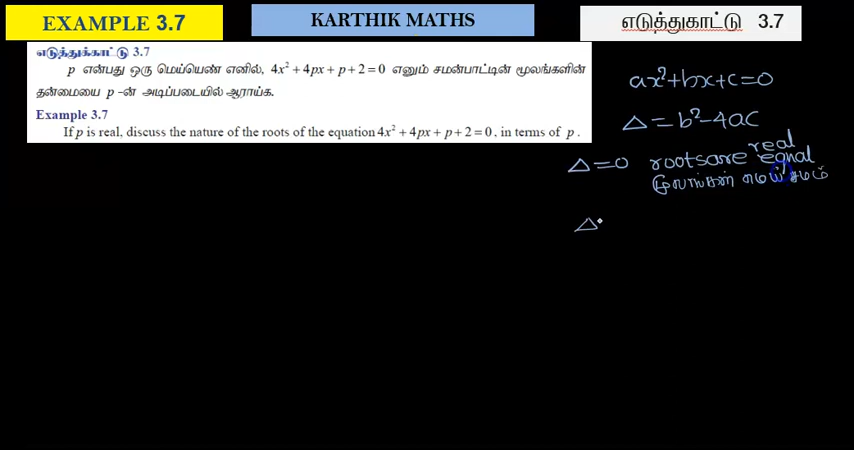 EXAMPLE 3.7
KARTHIK MATHS
எடுத்துகாட்டு 3.7
எடுத்துக்காட்டு 3.7
p என்பது ஒரு மெய்யெண் எனில், 4x² + 4px + p + 2 = 0 எனும் சமன்பாட்டின் மூலங்களின்
தன்மையை p -ன் அடிப்படையில் ஆராய்க.
Example 3.7
If p is real, discuss the nature of the roots of the equation 4x² + 4px + p + 2 = 0, in terms of p .
ax²+bx+c=0
Δ = b²-4ac
Δ=0 roots are real equal
மூலங்கள் மெய் சமம்
Δ